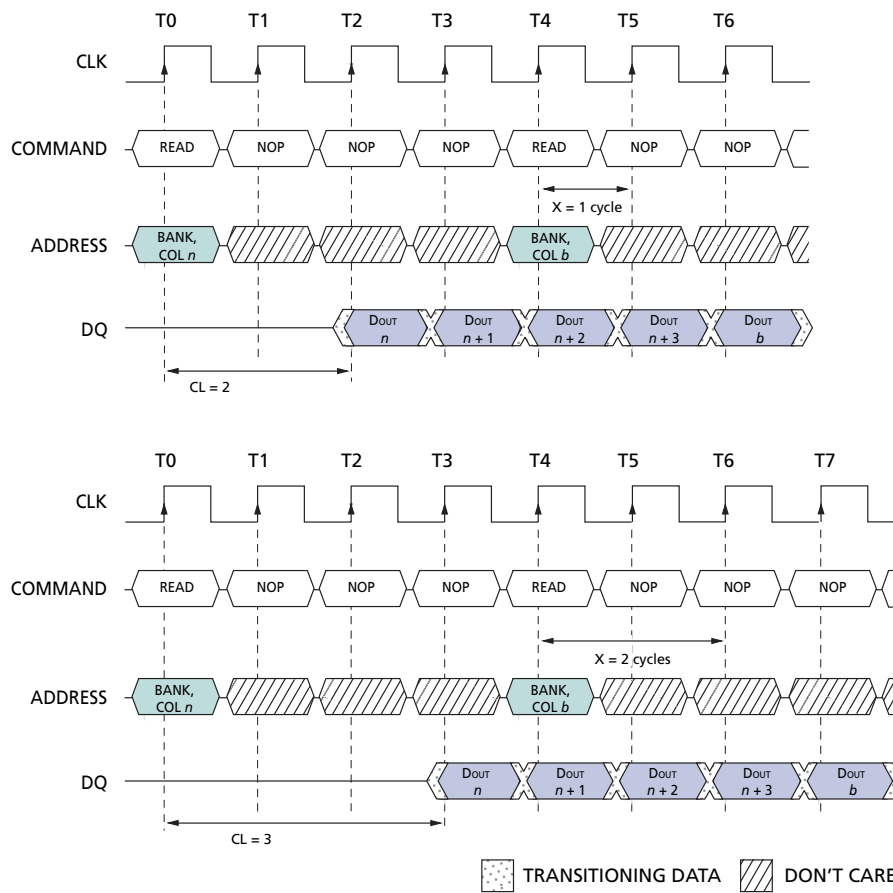 T0 T1 T2 T3 T4 T5 T6
CLK
COMMAND READ NOP NOP NOP READ NOP NOP
X = 1 cycle
ADDRESS BANK, COL n BANK, COL b
DQ DOUT n DOUT n + 1 DOUT n + 2 DOUT n + 3 DOUT b
CL = 2
T0 T1 T2 T3 T4 T5 T6 T7
CLK
COMMAND READ NOP NOP NOP READ NOP NOP NOP
X = 2 cycles
ADDRESS BANK, COL n BANK, COL b
DQ DOUT n DOUT n + 1 DOUT n + 2 DOUT n + 3 DOUT b
CL = 3
TRANSITIONING DATA DON'T CARE